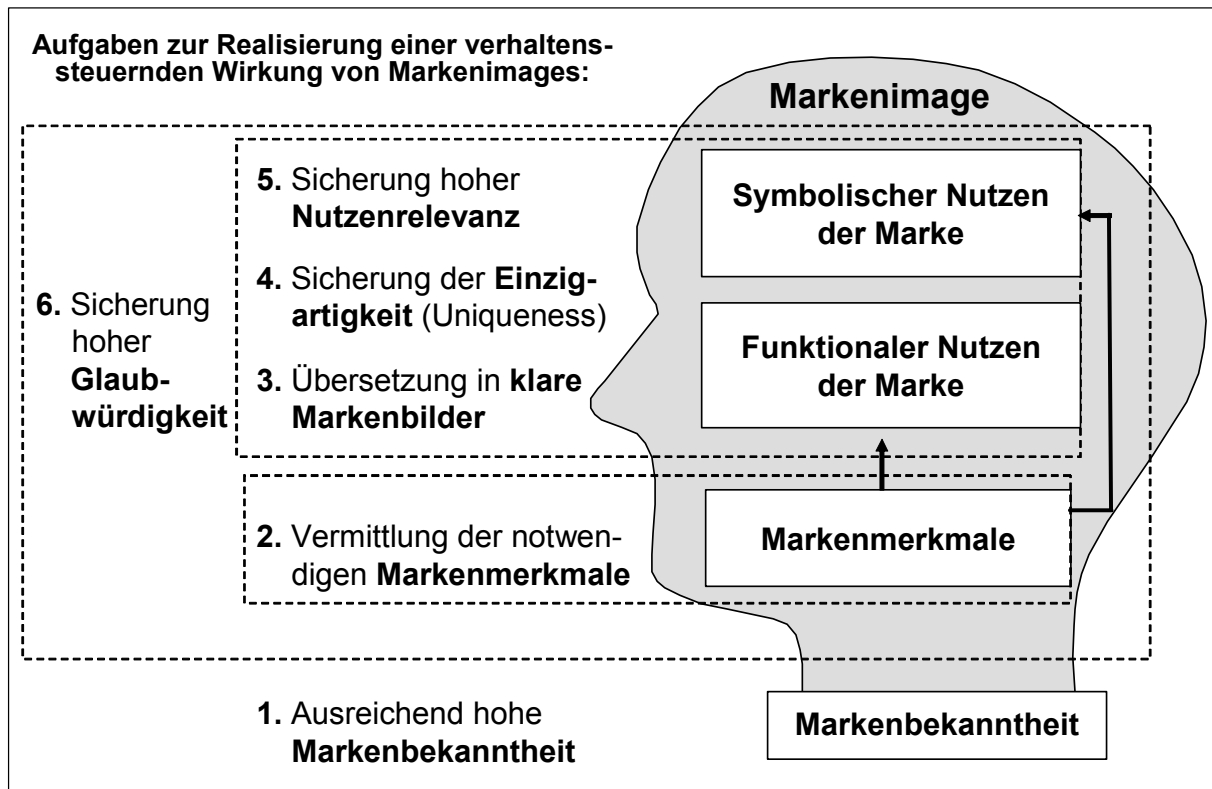 Aufgaben zur Realisierung einer verhaltens-
steuernden Wirkung von Markenimages:
Markenimage
5. Sicherung hoher
Nutzenrelevanz
4. Sicherung der Einzig-
artigkeit (Uniqueness)
3. Übersetzung in klare
Markenbilder
6. Sicherung
hoher
Glaub-
würdigkeit
2. Vermittlung der notwen-
digen Markenmerkmale
1. Ausreichend hohe
Markenbekanntheit
Symbolischer Nutzen
der Marke
Funktionaler Nutzen
der Marke
Markenmerkmale
Markenbekanntheit